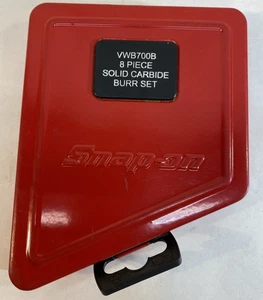 VWB700B
8 PIECE
SOLID CARBIDE
BURR SET
Snap-on